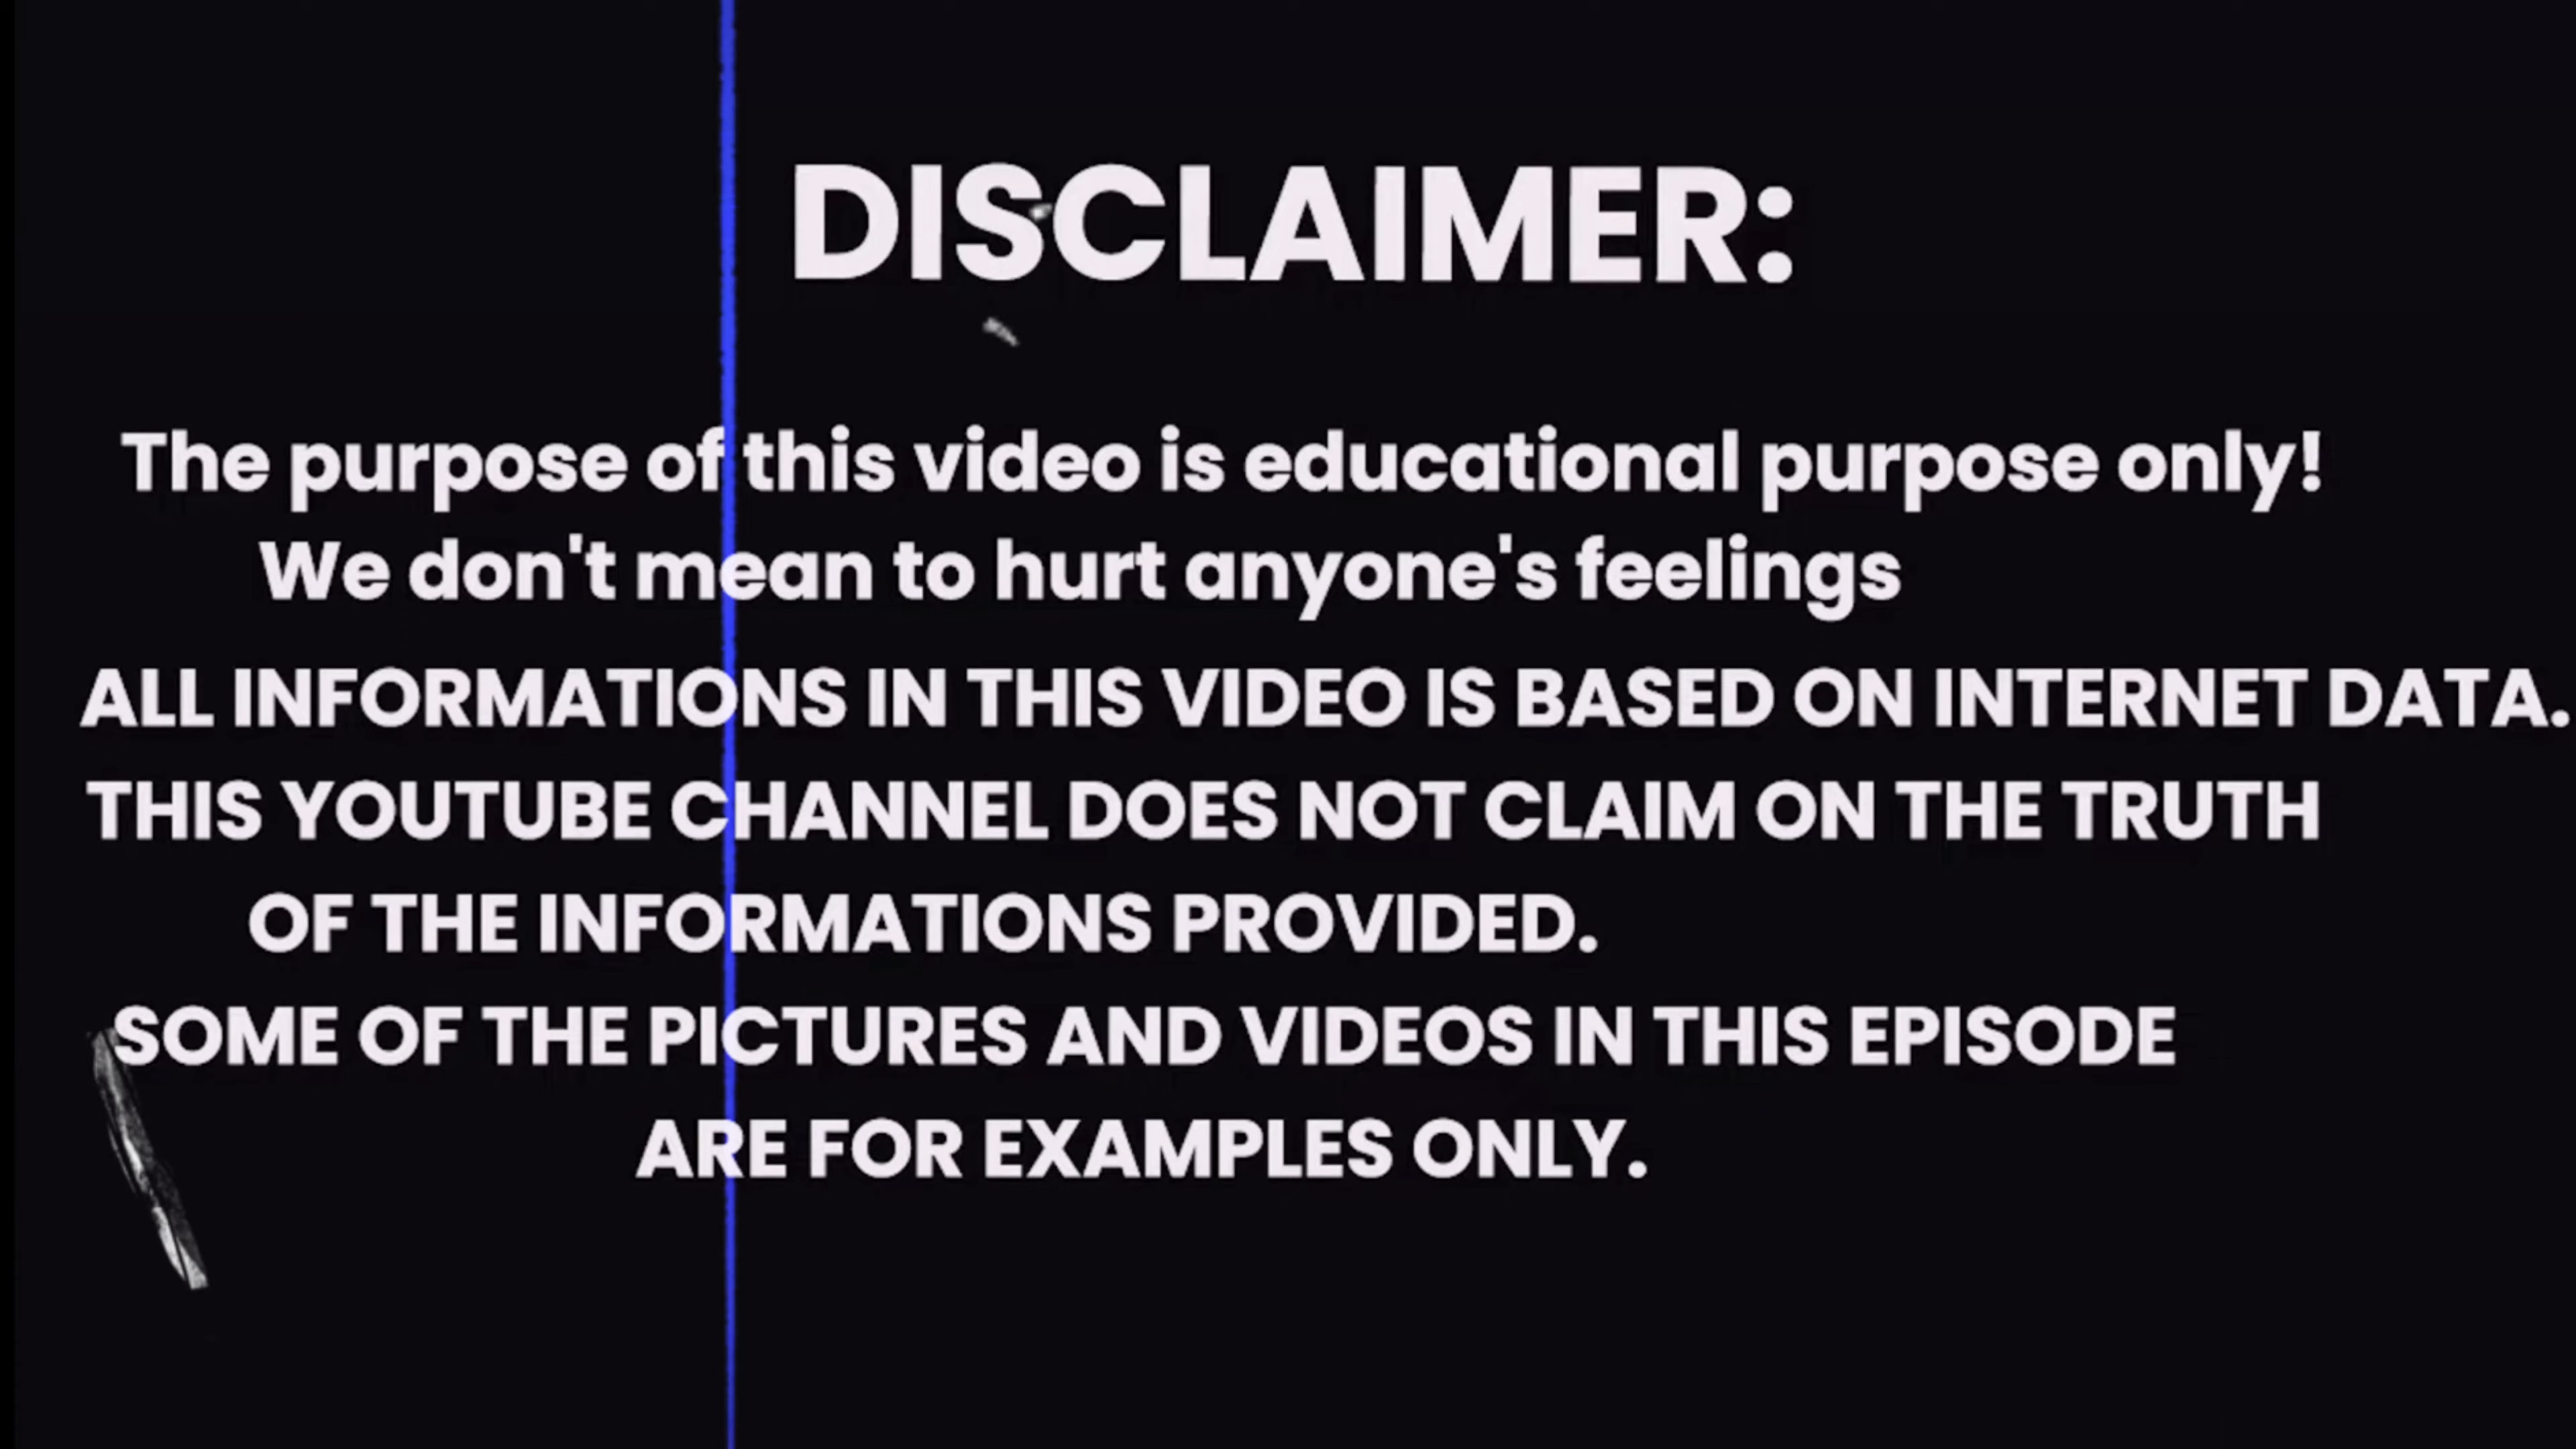 DISCLAIMER:
The purpose of this video is educational purpose only!
We don't mean to hurt anyone's feelings
ALL INFORMATIONS IN THIS VIDEO IS BASED ON INTERNET DATA.
THIS YOUTUBE CHANNEL DOES NOT CLAIM ON THE TRUTH
OF THE INFORMATIONS PROVIDED.
SOME OF THE PICTURES AND VIDEOS IN THIS EPISODE
ARE FOR EXAMPLES ONLY.